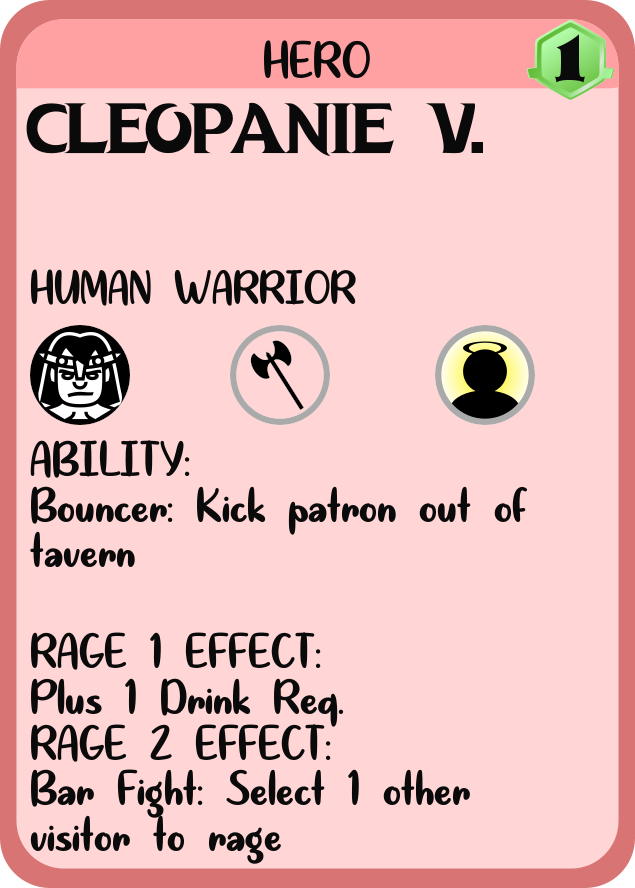 HERO
1
CLEOPANIE V.
HUMAN WARRIOR
ABILITY:
Bouncer: Kick patron out of
tavern
RAGE 1 EFFECT:
Plus 1 Drink Req.
RAGE 2 EFFECT:
Bar Fight: Select 1 other
visitor to rage